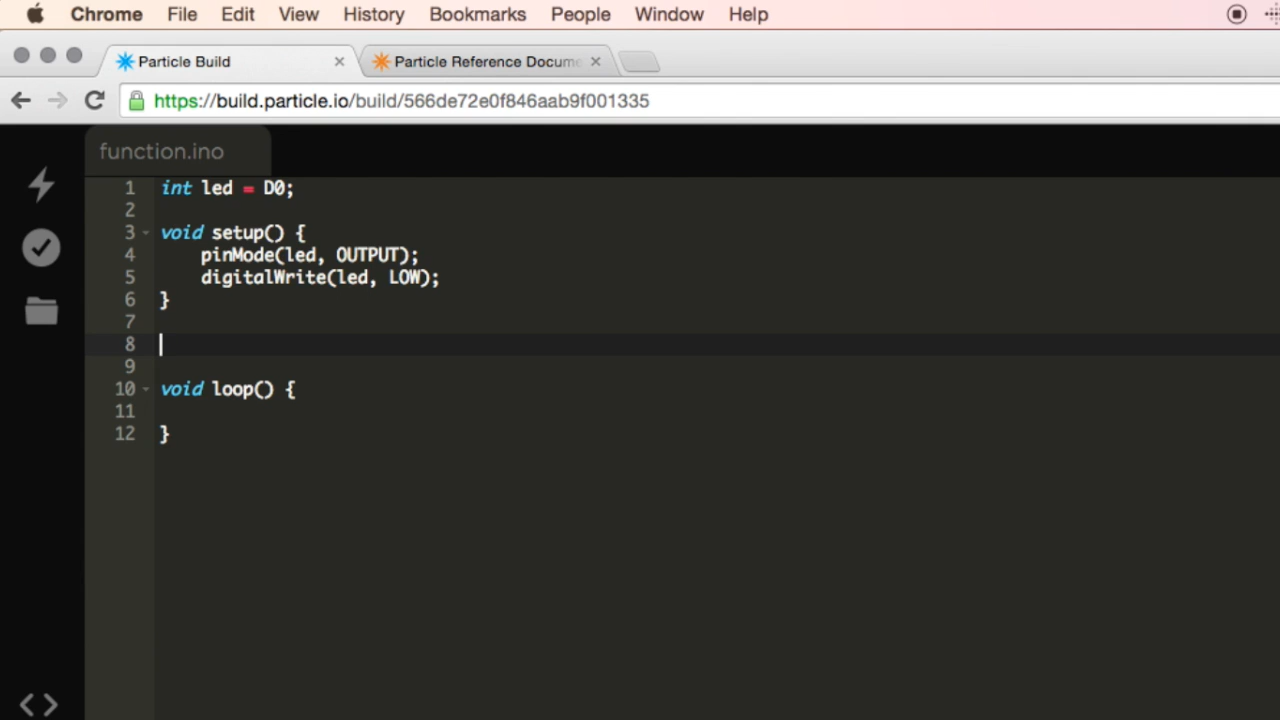 Chrome File Edit View History Bookmarks People Window Help
Particle Build Particle Reference Docume
https://build.particle.io/build/566de72e0f846aab9f001335
function.ino
1 int led = D0;
2
3 void setup() {
4 pinMode(led, OUTPUT);
5 digitalWrite(led, LOW);
6 }
7
8
9
10 void loop() {
11
12 }